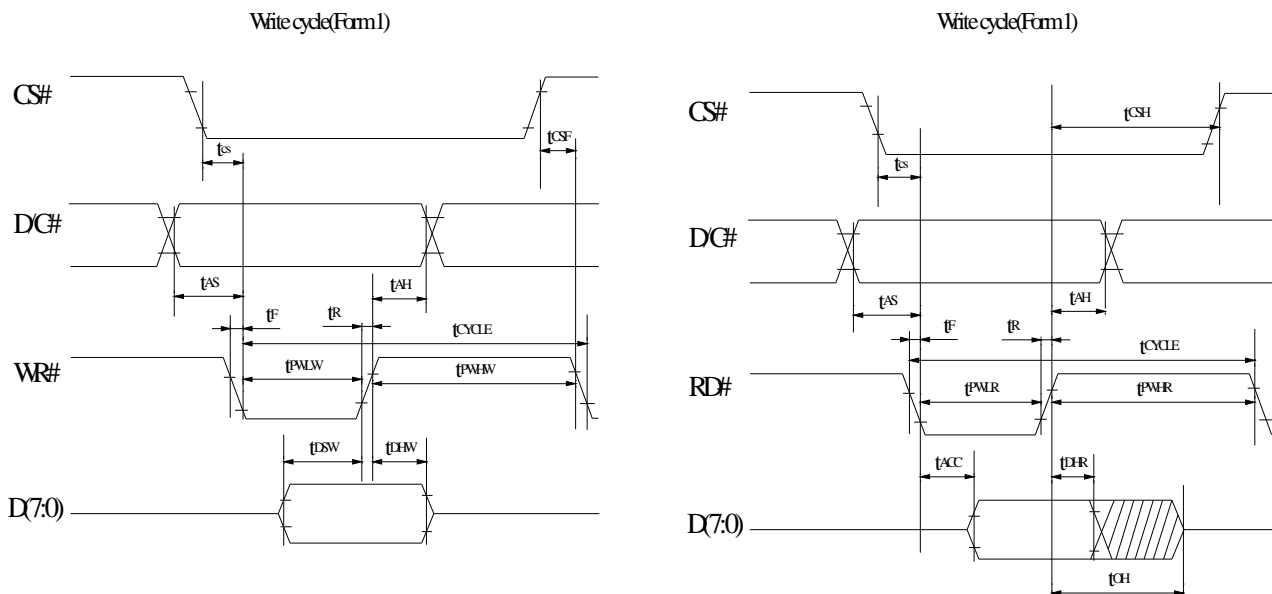 Write cycle(Form1)
CS#
tCS
tCSF
D/C#
tAS
tAH
tF
tR
tCYCLE
WR#
tPWLW
tPWHW
tDSW
tDHW
D(7:0)
Write cycle(Form1)
CS#
tCSH
tcs
D/C#
tAS
tAH
tF
tR
tCYCLE
RD#
tPWLR
tPWHR
tACC
tDHR
D(7:0)
tOH